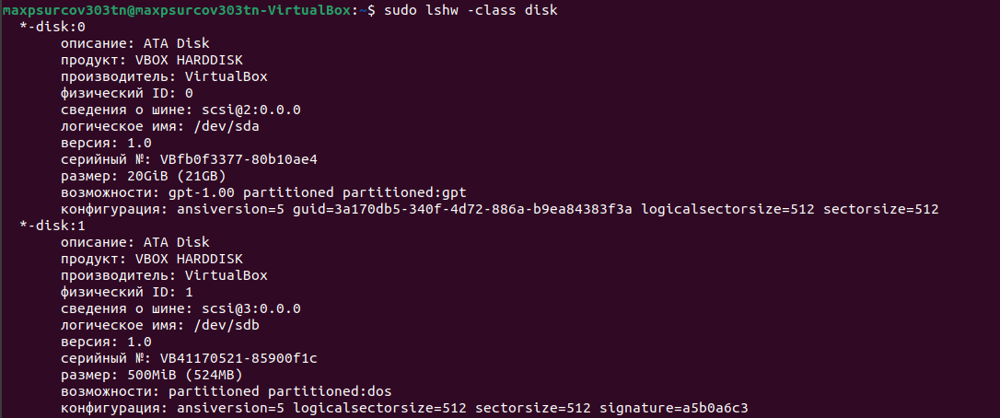 maxpsurcov303tn@maxpsurcov303tn-VirtualBox:~$ sudo lshw -class disk
*-disk:0
описание: ATA Disk
продукт: VBOX HARDDISK
производитель: VirtualBox
физический ID: 0
сведения о шине: scsi@2:0.0.0
логическое имя: /dev/sda
версия: 1.0
серийный №: VBfb0f3377-80b10ae4
размер: 20GiB (21GB)
возможности: gpt-1.00 partitioned partitioned:gpt
конфигурация: ansiversion=5 guid=3a170db5-340f-4d72-886a-b9ea84383f3a logicalsectorsize=512 sectorsize=512
*-disk:1
описание: ATA Disk
продукт: VBOX HARDDISK
производитель: VirtualBox
физический ID: 1
сведения о шине: scsi@3:0.0.0
логическое имя: /dev/sdb
версия: 1.0
серийный №: VB41170521-85900f1c
размер: 500MiB (524MB)
возможности: partitioned partitioned:dos
конфигурация: ansiversion=5 logicalsectorsize=512 sectorsize=512 signature=a5b0a6c3